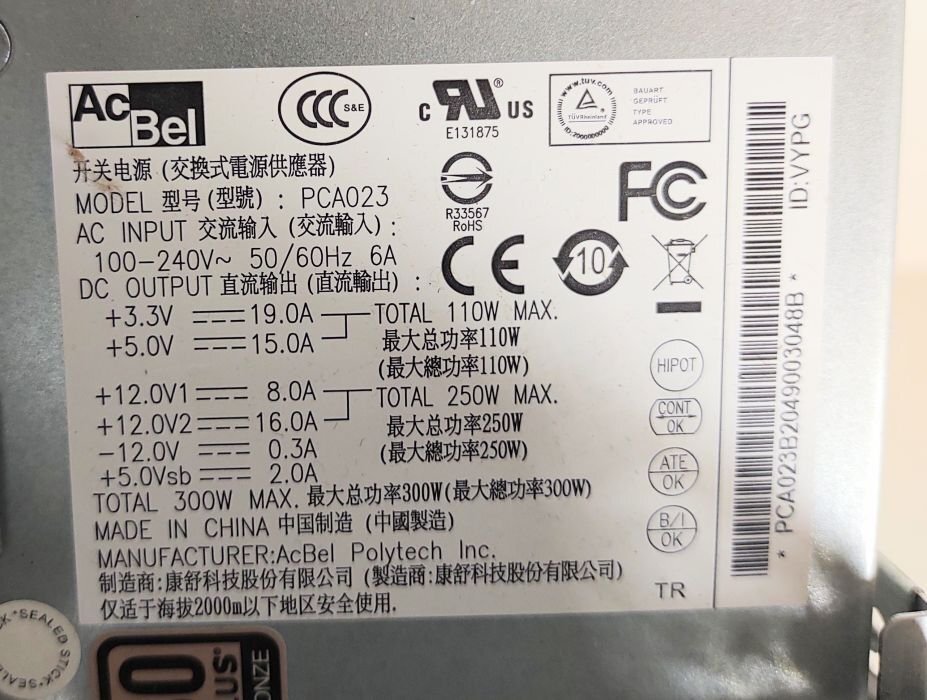 AcBel
CCC S&E
C RU US
®
E131875
www.tuv.com
TÜVRheinland
ID:2000000000
BAUART
GEPRÜFT
TYPE
APPROVED
开关电源 (交換式電源供應器)
MODEL 型号 (型號) : PCA023
R33567
RoHS
FC
AC INPUT 交流输入 (交流輸入) :
100-240V~ 50/60Hz 6A
CE
10
DC OUTPUT 直流输出 (直流輸出) :
+3.3V 19.0A TOTAL 110W MAX.
+5.0V 15.0A 最大总功率110W
(最大總功率110W)
+12.0V1 8.0A TOTAL 250W MAX.
+12.0V2 16.0A 最大总功率250W
-12.0V 0.3A (最大總功率250W)
+5.0Vsb 2.0A
TOTAL 300W MAX. 最大总功率300W(最大總功率300W)
MADE IN CHINA 中国制造 (中國製造)
MANUFACTURER:AcBel Polytech Inc.
制造商:康舒科技股份有限公司 (製造商:康舒科技股份有限公司)
仅适于海拔2000m以下地区安全使用.
HIPOT
CONT
OK
ATE
OK
B/I
OK
TR
* PCA023B2049003048B * ID:VYPG
SEALED STICK
BRONZE